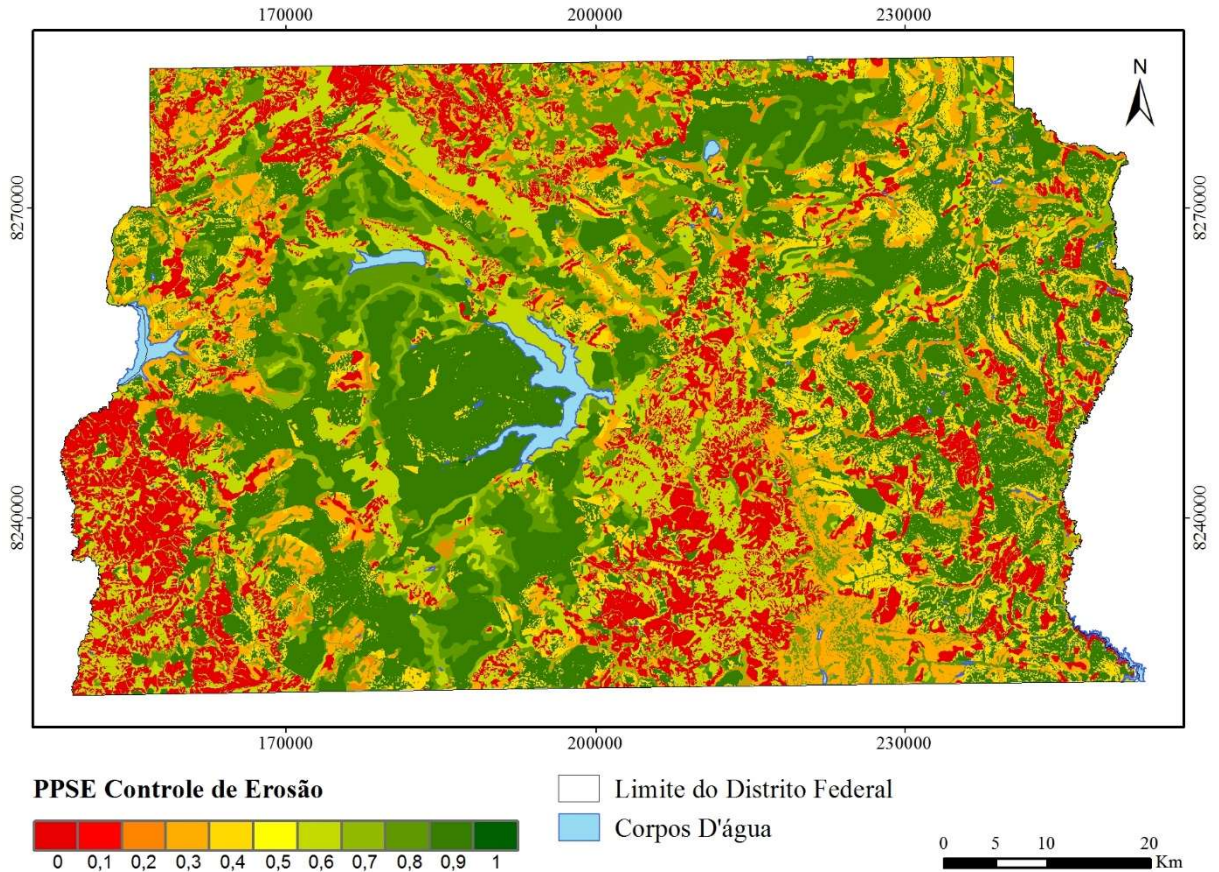 170000 200000 230000
N
8270000 8270000
8240000 8240000
170000 200000 230000
PPSE Controle de Erosão
0 0,1 0,2 0,3 0,4 0,5 0,6 0,7 0,8 0,9 1
Limite do Distrito Federal
Corpos D'água
0 5 10 20
Km